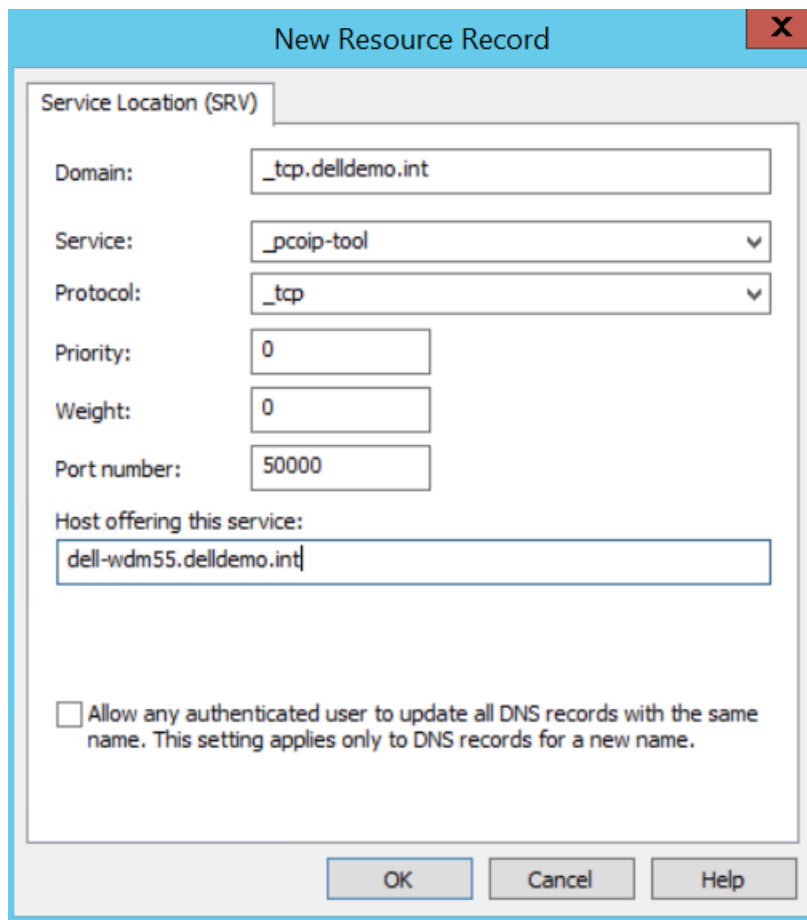 New Resource Record
X
Service Location (SRV)
Domain: _tcp.delldemo.int
Service: _pcoip-tool
Protocol: _tcp
Priority: 0
Weight: 0
Port number: 50000
Host offering this service:
dell-wdm55.delldemo.int
Allow any authenticated user to update all DNS records with the same
name. This setting applies only to DNS records for a new name.
OK Cancel Help